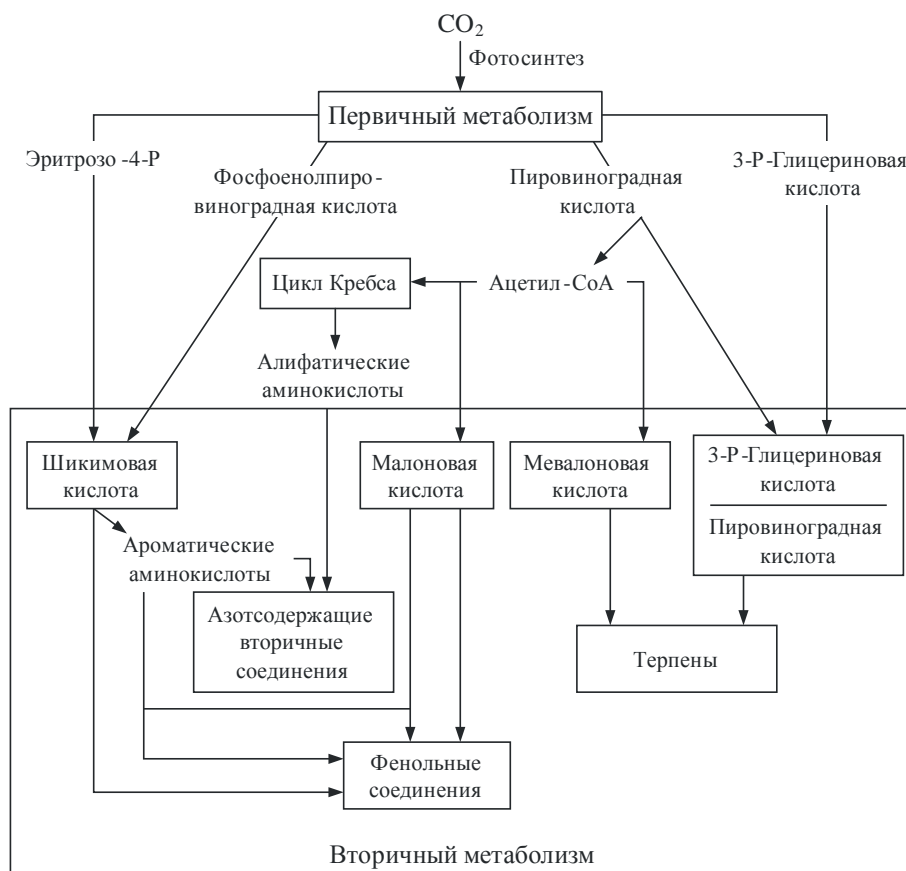 CO₂
Фотосинтез
Первичный метаболизм
Эритрозо -4-Р
Фосфоенолпиро-
виноградная кислота
Пировиноградная
кислота
3-Р-Глицериновая
кислота
Цикл Кребса
Ацетил-СоА
Алифатические
аминокислоты
Шикимовая
кислота
Малоновая
кислота
Мевалоновая
кислота
3-Р-Глицериновая
кислота
Пировиноградная
кислота
Ароматические
аминокислоты
Азотсодержащие
вторичные
соединения
Терпены
Фенольные
соединения
Вторичный метаболизм